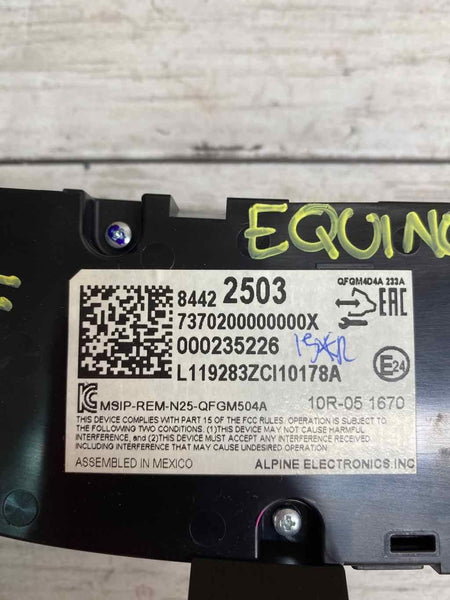 EQUINO
8442 2503
QFGM4D4A 233A
7370200000000X
EAC
000235226
L119283ZCI10178A
E24
KC MSIP-REM-N25-QFGM504A
10R-05 1670
THIS DEVICE COMPLIES WITH PART 15 OF THE FCC RULES. OPERATION IS SUBJECT TO THE
FOLLOWING TWO CONDITIONS. (1)THIS DEVICE MAY NOT CAUSE HARMFUL
INTERFERENCE, and (2)THIS DEVICE MUST ACCEPT ANY INTERFERENCE RECEIVED
INTERFERENCE THAT MAY CAUSE UNDESIRED OPERATION.
ASSEMBLED IN MEXICO
ALPINE ELECTRONICS.INC